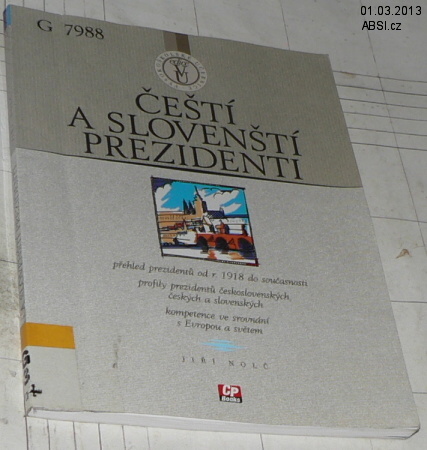 01.03.2013
ABSI.cz
G 7988
ČEŠTÍ
A SLOVENŠTÍ
PREZIDENTI
přehled prezidentů od r. 1918 do současnosti
profily prezidentů československých,
českých a slovenských
kompetence ve srovnání
s Evropou a světem
JIŘÍ NOLČ
CP
Books